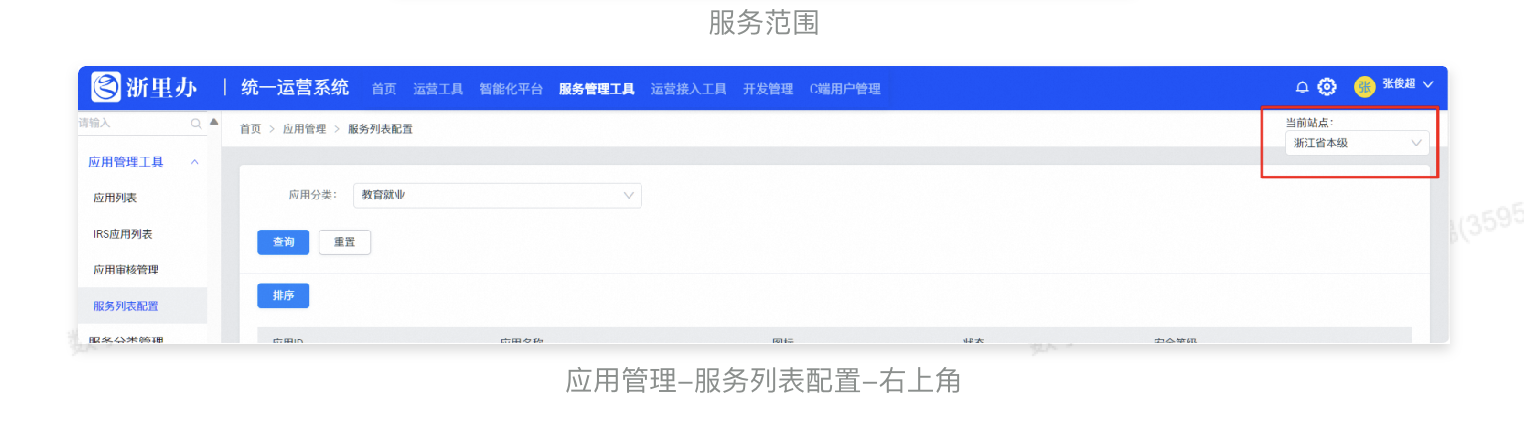 服务范围
浙里办 | 统一运营系统 首页 运营工具 智能化平台 服务管理工具 运营接入工具 开发管理 C端用户管理 张 张俊超
请输入
首页 > 应用管理 > 服务列表配置
当前站点：
浙江省本级
应用管理工具
应用列表
应用分类： 教育就业
IRS应用列表
查询 重置
应用审核管理
排序
服务列表配置
服务分类管理
应用ID 应用名称 图标 状态 安全等级
(3595
应用管理–服务列表配置–右上角